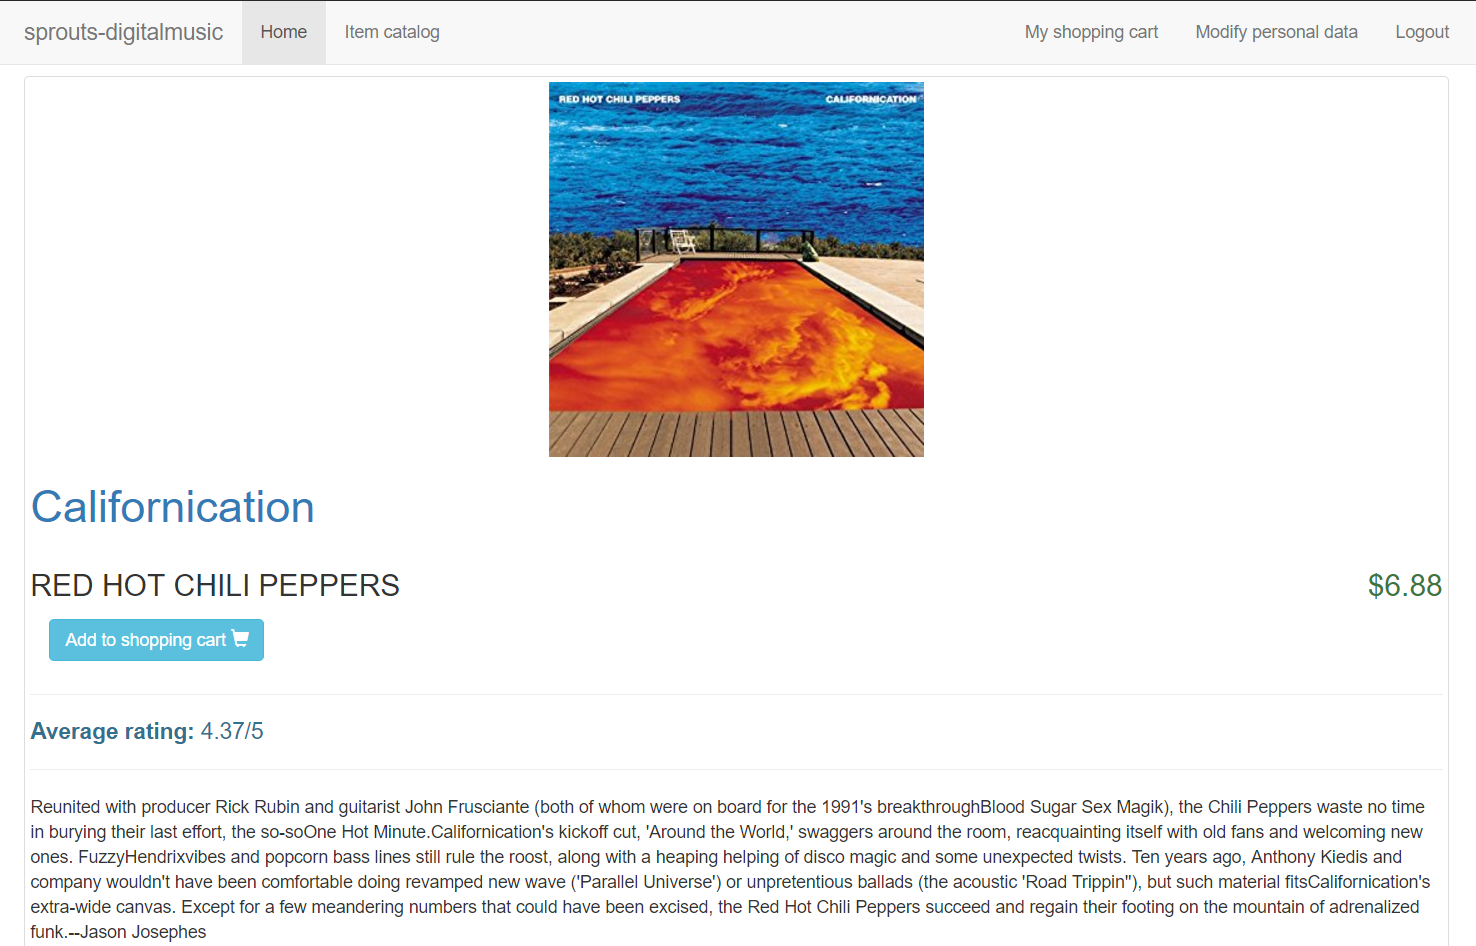 sprouts-digitalmusic Home Item catalog My shopping cart Modify personal data Logout
RED HOT CHILI PEPPERS CALIFORNICATION
Californication
RED HOT CHILI PEPPERS $6.88
Add to shopping cart
Average rating: 4.37/5
Reunited with producer Rick Rubin and guitarist John Frusciante (both of whom were on board for the 1991's breakthroughBlood Sugar Sex Magik), the Chili Peppers waste no time
in burying their last effort, the so-soOne Hot Minute.Californication's kickoff cut, 'Around the World,' swaggers around the room, reacquainting itself with old fans and welcoming new
ones. FuzzyHendrixvibes and popcorn bass lines still rule the roost, along with a heaping helping of disco magic and some unexpected twists. Ten years ago, Anthony Kiedis and
company wouldn't have been comfortable doing revamped new wave ('Parallel Universe') or unpretentious ballads (the acoustic 'Road Trippin''), but such material fitsCalifornication's
extra-wide canvas. Except for a few meandering numbers that could have been excised, the Red Hot Chili Peppers succeed and regain their footing on the mountain of adrenalized
funk.--Jason Josephes